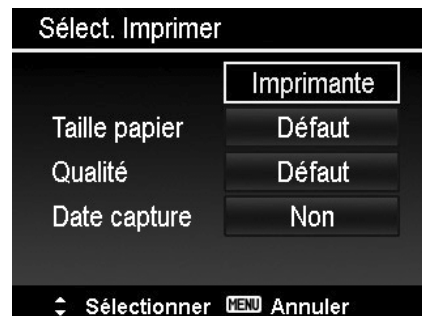 Sélect. Imprimer
Imprimante
Taille papier Défaut
Qualité Défaut
Date capture Non
Sélectionner MENU Annuler